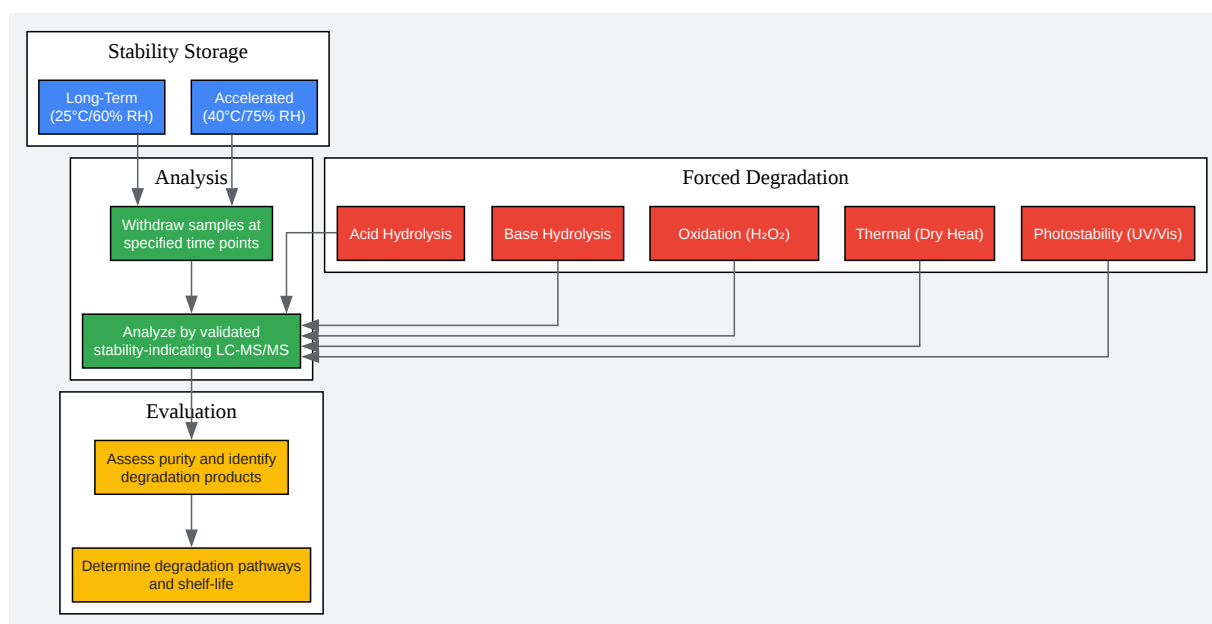 Stability Storage
Long-Term
(25°C/60% RH)
Accelerated
(40°C/75% RH)
Analysis
Withdraw samples at
specified time points
Analyze by validated
stability-indicating LC-MS/MS
Forced Degradation
Acid Hydrolysis
Base Hydrolysis
Oxidation (H₂O₂)
Thermal (Dry Heat)
Photostability (UV/Vis)
Evaluation
Assess purity and identify
degradation products
Determine degradation pathways
and shelf-life